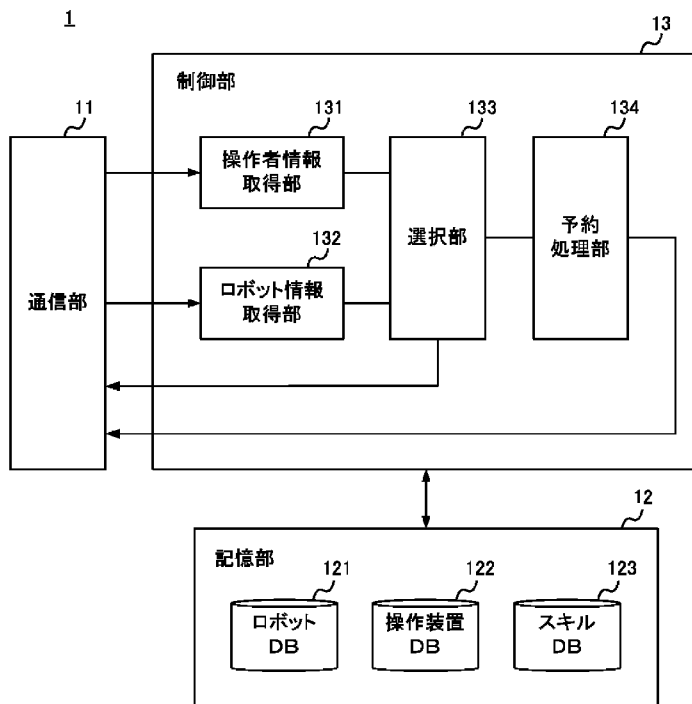 1
13
制御部
11
131
133
134
操作者情報
取得部
選択部
予約
処理部
132
ロボット情報
取得部
通信部
12
記憶部
121
122
123
ロボット
DB
操作装置
DB
スキル
DB